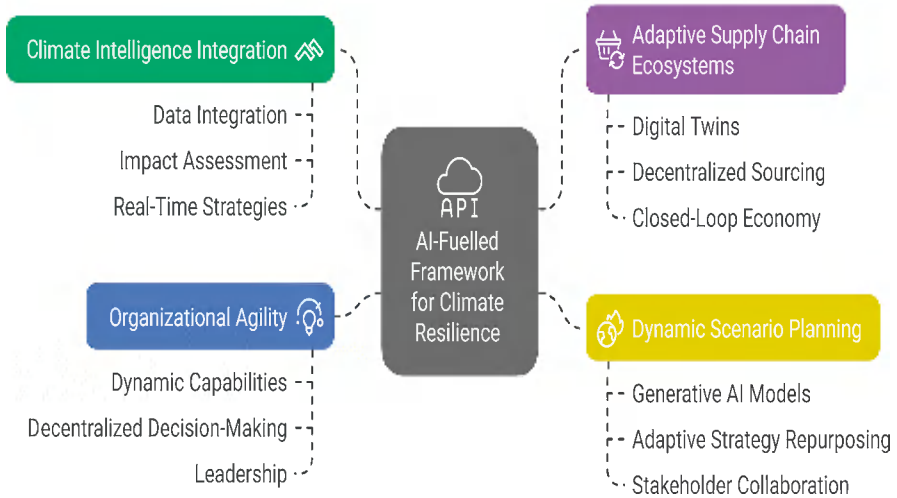 Climate Intelligence Integration
Data Integration
Impact Assessment
Real-Time Strategies
Organizational Agility
Dynamic Capabilities
Decentralized Decision-Making
Leadership
API
AI-Fuelled
Framework
for Climate
Resilience
Adaptive Supply Chain
Ecosystems
Digital Twins
Decentralized Sourcing
Closed-Loop Economy
Dynamic Scenario Planning
Generative AI Models
Adaptive Strategy Repurposing
Stakeholder Collaboration